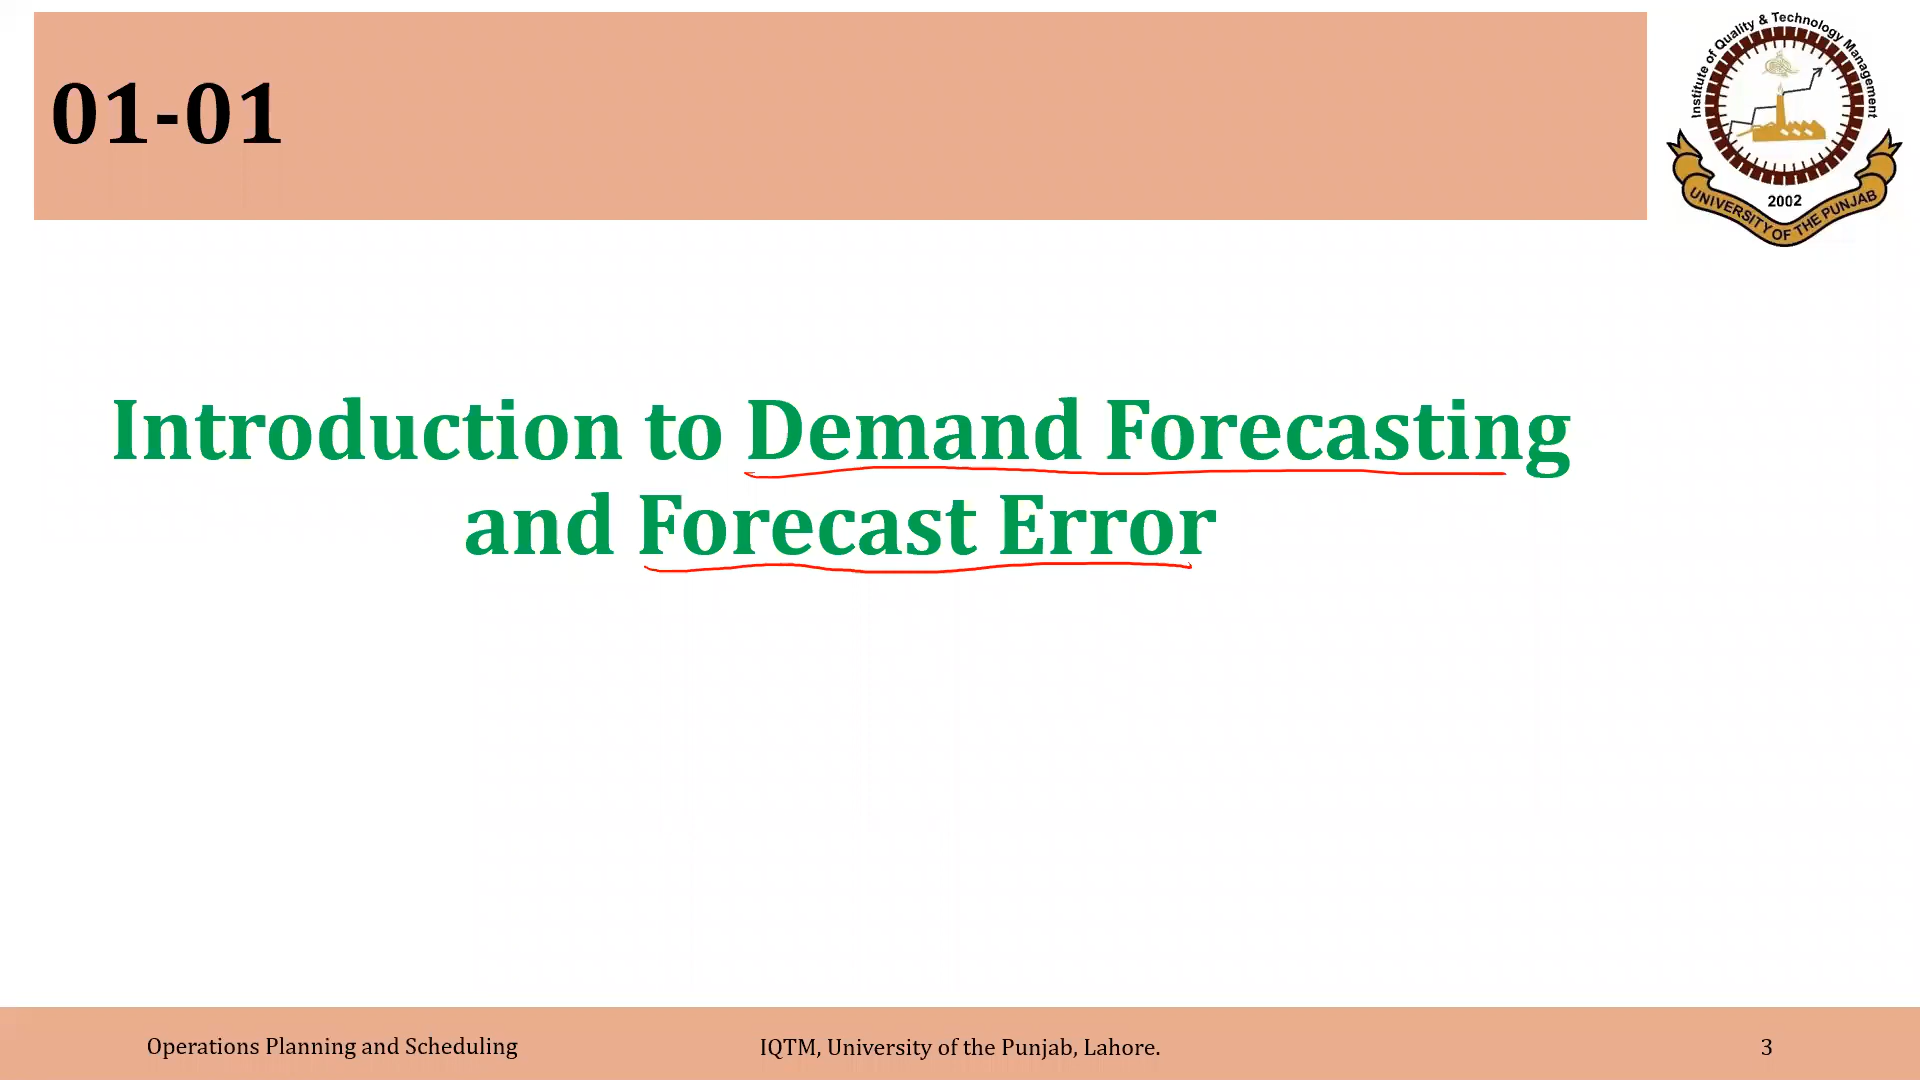 01-01
Institute of Quality & Technology Management
2002
UNIVERSITY OF THE PUNJAB
Introduction to Demand Forecasting
and Forecast Error
Operations Planning and Scheduling
IQTM, University of the Punjab, Lahore.
3